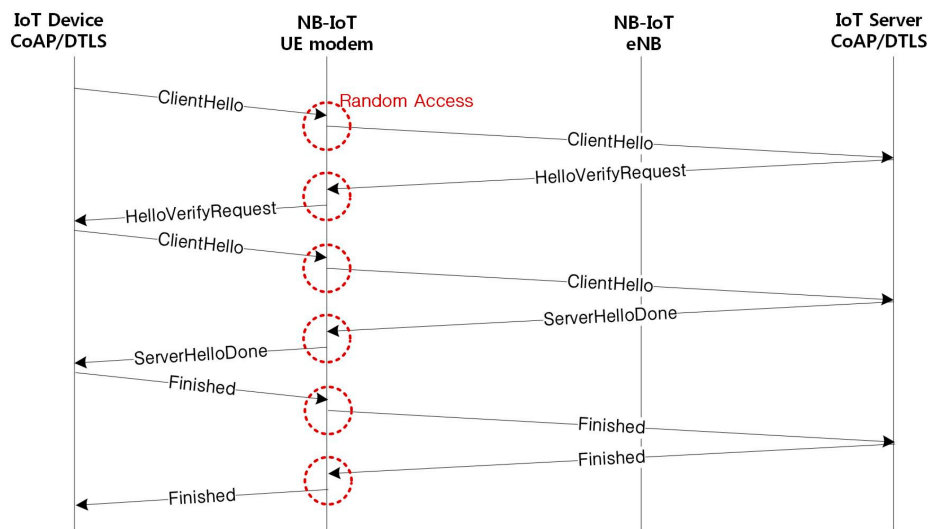 IoT Device
CoAP/DTLS
NB-IoT
UE modem
NB-IoT
eNB
IoT Server
CoAP/DTLS
ClientHello
Random Access
ClientHello
HelloVerifyRequest
HelloVerifyRequest
ClientHello
ClientHello
ServerHelloDone
ServerHelloDone
Finished
Finished
Finished
Finished